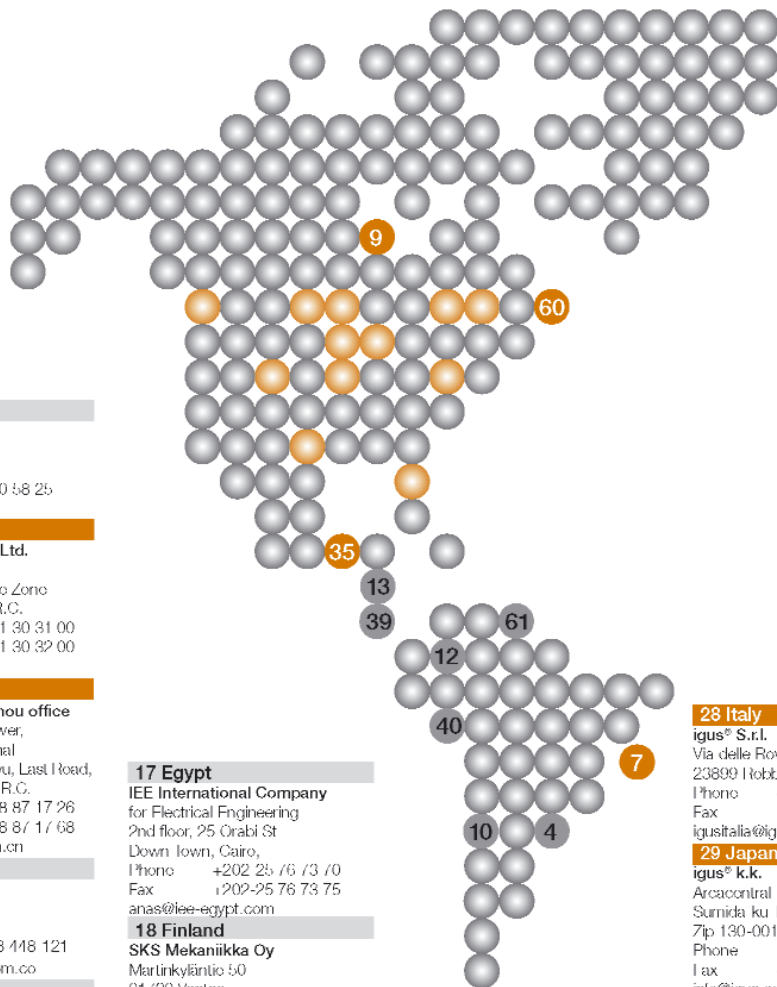 9
60
35
13
39
61
12
40
7
10
4
0 58 25
Ltd.
Zone
R.C.
1 30 31 00
1 30 32 00
hou office
wer,
nal
vu, Last Road,
R.C.
8 87 17 26
8 87 17 68
n.cn
3 448 121
om.co
17 Egypt
IEE International Company
for Electrical Engineering
2nd floor, 25 Orabi St
Down Town, Cairo,
Phone +202 25 76 73 70
Fax +202-25 76 73 75
anas@iee-egypt.com
18 Finland
SKS Mekaniikka Oy
Martinkyläntie 50
28 Italy
igus® S.r.l.
Via delle Rov
23899 Robb
Phone
Fax
igusitalia@ig
29 Japan
igus® k.k.
Arcacentral
Sumida ku
Zip 130-001
Phone
Fax